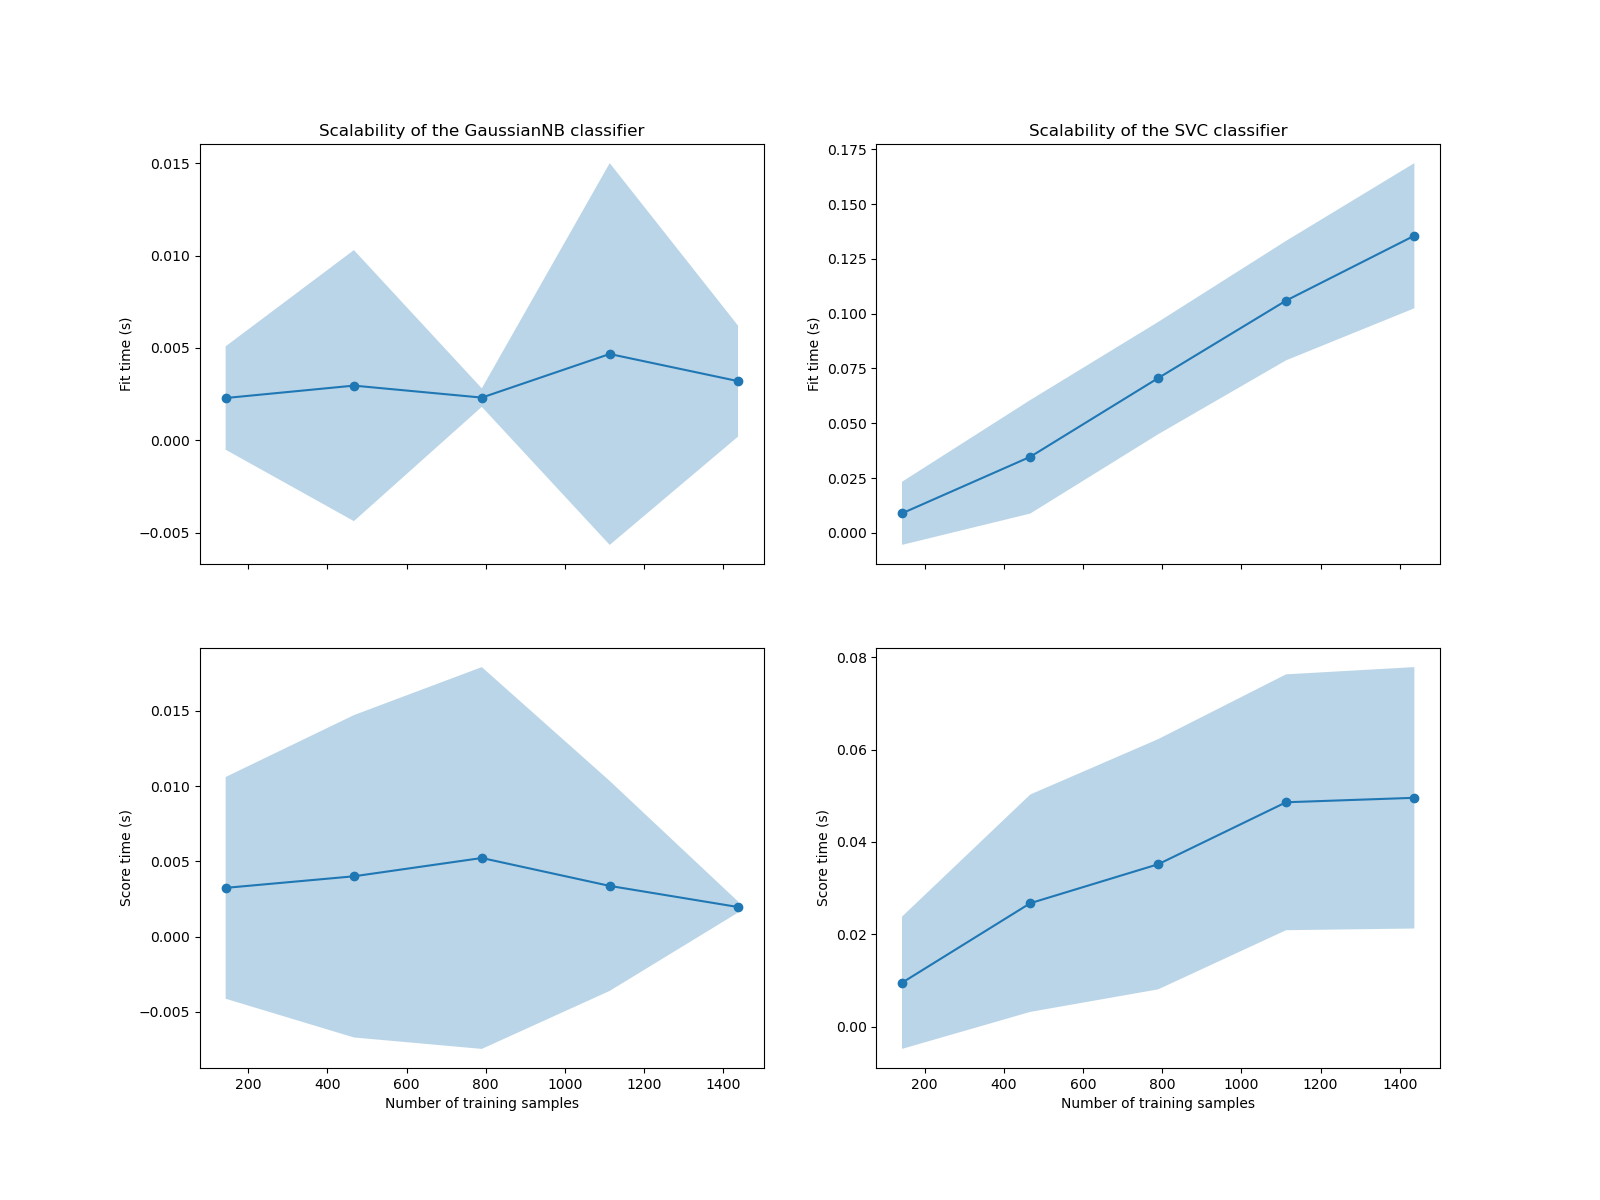 Scalability of the GaussianNB classifier
0.015
0.010
0.005
0.000
−0.005
Fit time (s)
Scalability of the SVC classifier
0.175
0.150
0.125
0.100
0.075
0.050
0.025
0.000
Fit time (s)
0.015
0.010
0.005
0.000
−0.005
Score time (s)
200 400 600 800 1000 1200 1400
Number of training samples
0.08
0.06
0.04
0.02
0.00
Score time (s)
200 400 600 800 1000 1200 1400
Number of training samples